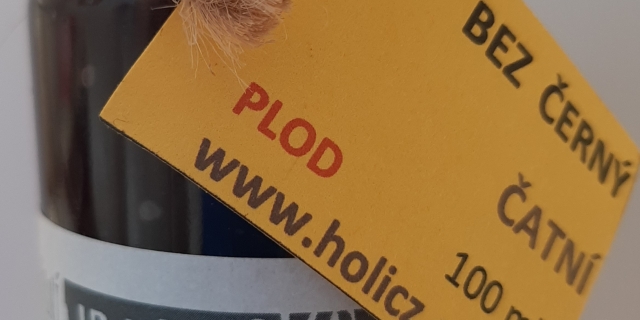 BEZ ČERNÝ
PLOD
ČATNÍ
www.holicz
100 m